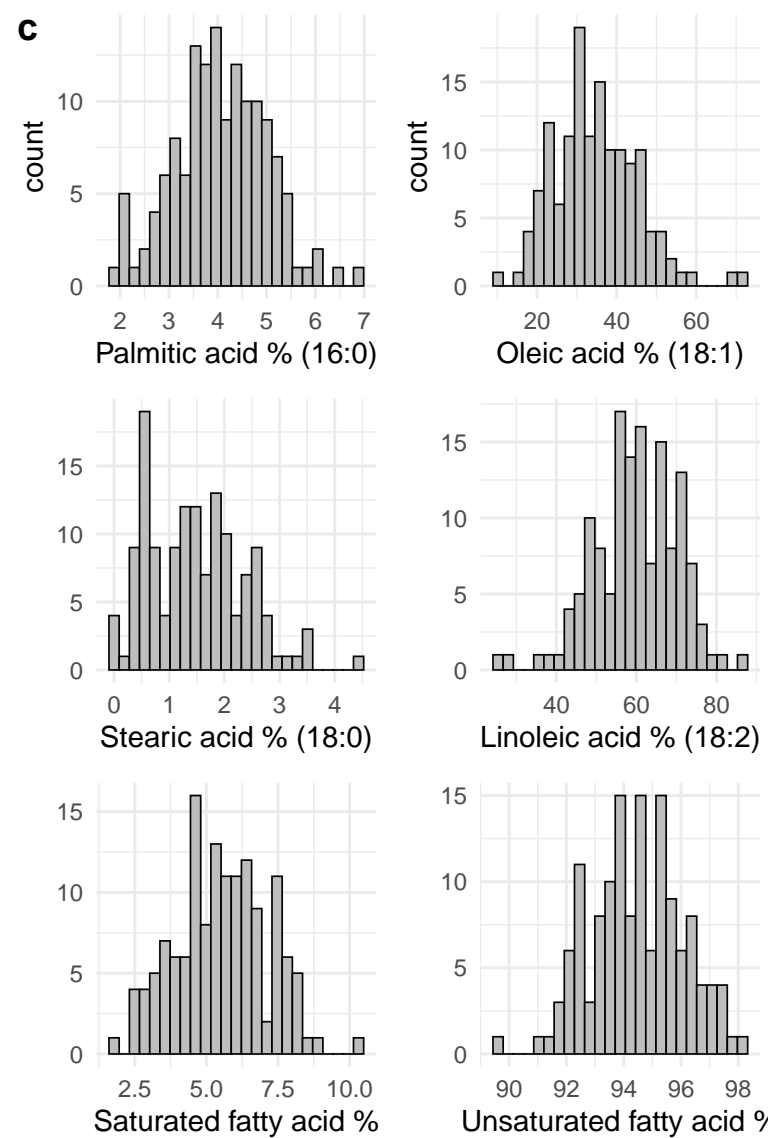 c
count
10
5
0
2 3 4 5 6 7
Palmitic acid % (16:0)
count
15
10
5
0
20 40 60
Oleic acid % (18:1)
15
10
5
0
0 1 2 3 4
Stearic acid % (18:0)
15
10
5
0
40 60 80
Linoleic acid % (18:2)
15
10
5
0
2.5 5.0 7.5 10.0
Saturated fatty acid %
15
10
5
0
90 92 94 96 98
Unsaturated fatty acid %